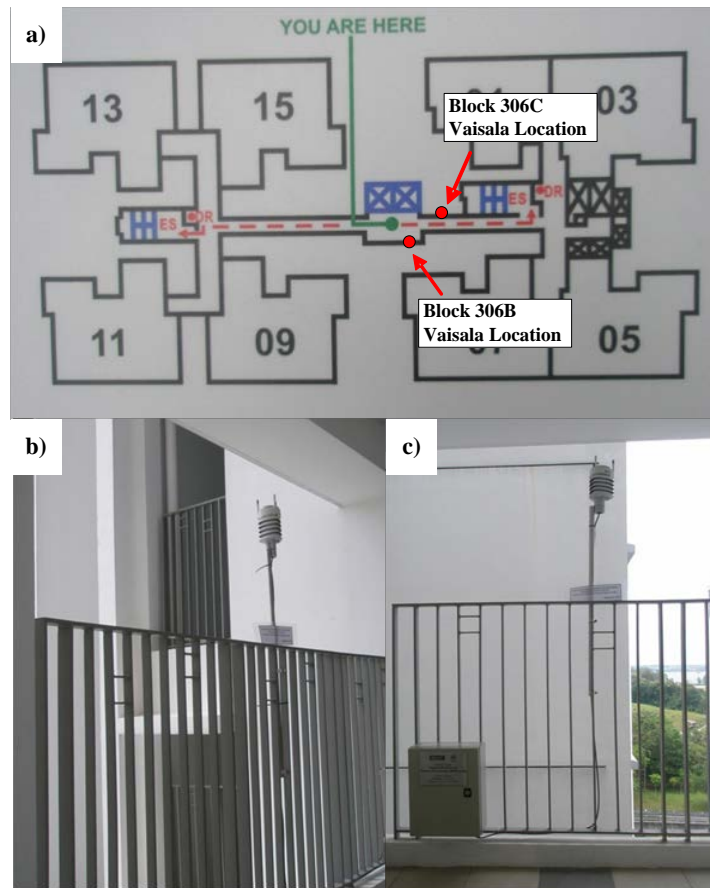 a)
YOU ARE HERE
13
15
03
Block 306C
Vaisala Location
DR
ES
ES
DR
Block 306B
Vaisala Location
11
09
05
b)
c)